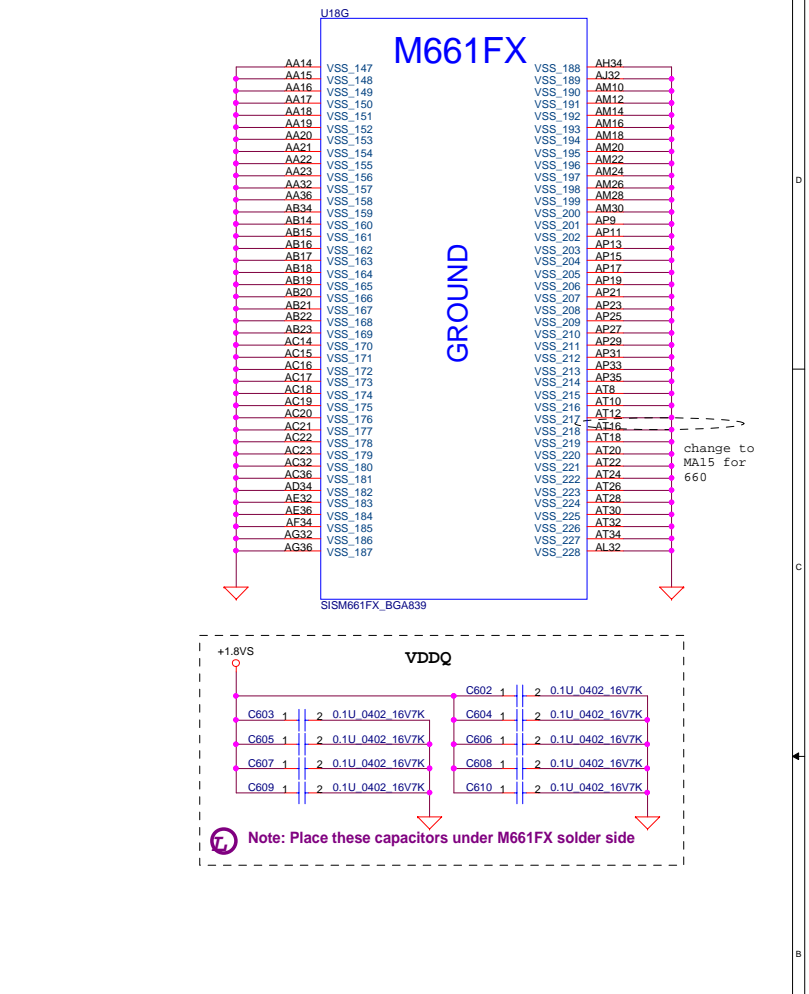 U18G
M661FX
GROUND
AA14 VSS_147 VSS_188 AH34
AA15 VSS_148 VSS_189 AJ32
AA16 VSS_149 VSS_190 AM10
AA17 VSS_150 VSS_191 AM12
AA18 VSS_151 VSS_192 AM14
AA19 VSS_152 VSS_193 AM16
AA20 VSS_153 VSS_194 AM18
AA21 VSS_154 VSS_195 AM20
AA22 VSS_155 VSS_196 AM22
AA23 VSS_156 VSS_197 AM24
AA32 VSS_157 VSS_198 AM26
AA36 VSS_158 VSS_199 AM28
AB34 VSS_159 VSS_200 AM30
AB14 VSS_160 VSS_201 AP9
AB15 VSS_161 VSS_202 AP11
AB16 VSS_162 VSS_203 AP13
AB17 VSS_163 VSS_204 AP15
AB18 VSS_164 VSS_205 AP17
AB19 VSS_165 VSS_206 AP19
AB20 VSS_166 VSS_207 AP21
AB21 VSS_167 VSS_208 AP23
AB22 VSS_168 VSS_209 AP25
AB23 VSS_169 VSS_210 AP27
AC14 VSS_170 VSS_211 AP29
AC15 VSS_171 VSS_212 AP31
AC16 VSS_172 VSS_213 AP33
AC17 VSS_173 VSS_214 AP35
AC18 VSS_174 VSS_215 AT8
AC19 VSS_175 VSS_216 AT10
AC20 VSS_176 VSS_217 AT12
AC21 VSS_177 VSS_218 AT16
AC22 VSS_178 VSS_219 AT18
AC23 VSS_179 VSS_220 AT20
AC32 VSS_180 VSS_221 AT22
AC36 VSS_181 VSS_222 AT24
AD34 VSS_182 VSS_223 AT26
AE32 VSS_183 VSS_224 AT28
AE36 VSS_184 VSS_225 AT30
AF34 VSS_185 VSS_226 AT32
AG32 VSS_186 VSS_227 AT34
AG36 VSS_187 VSS_228 AL32
change to
MA15 for
660
SISM661FX_BGA839
+1.8VS
VDDQ
C602 1 2 0.1U_0402_16V7K
C603 1 2 0.1U_0402_16V7K C604 1 2 0.1U_0402_16V7K
C605 1 2 0.1U_0402_16V7K C606 1 2 0.1U_0402_16V7K
C607 1 2 0.1U_0402_16V7K C608 1 2 0.1U_0402_16V7K
C609 1 2 0.1U_0402_16V7K C610 1 2 0.1U_0402_16V7K
L Note: Place these capacitors under M661FX solder side
D
C
B